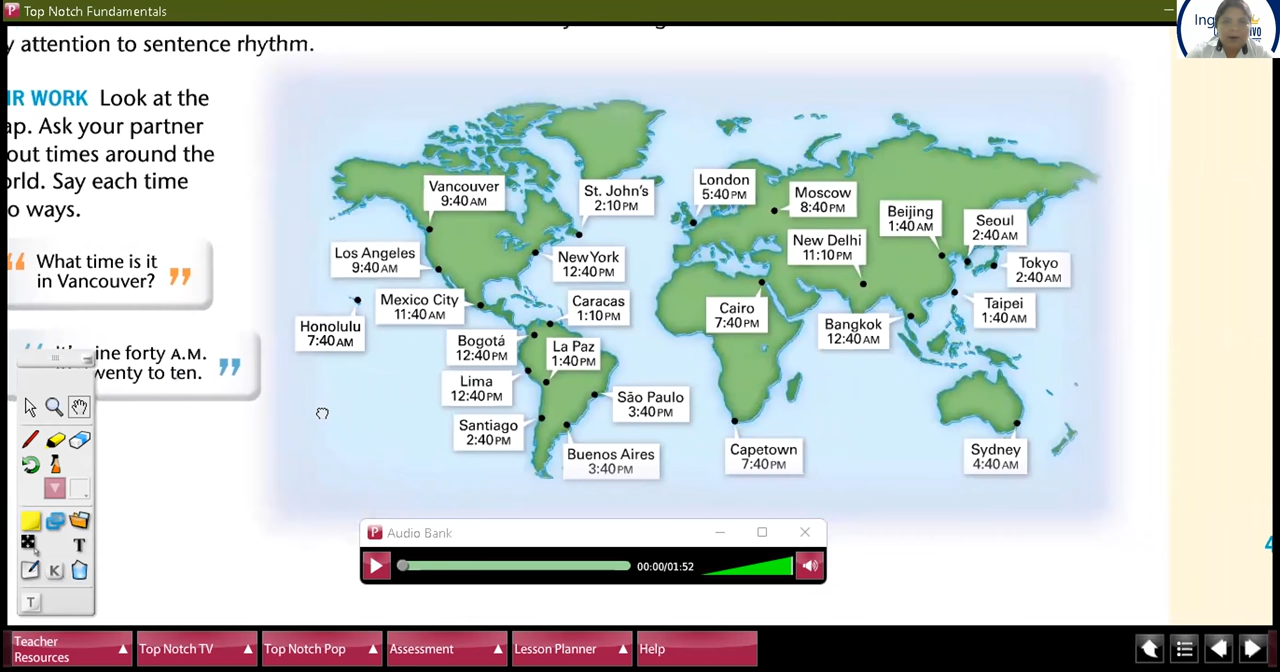 Top Notch Fundamentals
Ing
IVO
y attention to sentence rhythm.
IR WORK Look at the
ap. Ask your partner
out times around the
orld. Say each time
o ways.
“ What time is it
in Vancouver? ”
ine forty A.M.
wenty to ten. ”
Vancouver
9:40 AM
St. John's
2:10 PM
London
5:40 PM
Moscow
8:40 PM
Beijing
1:40 AM
Seoul
2:40 AM
Los Angeles
9:40 AM
New York
12:40 PM
New Delhi
11:10 PM
Tokyo
2:40 AM
Honolulu
7:40 AM
Mexico City
11:40 AM
Caracas
1:10 PM
Cairo
7:40 PM
Bangkok
12:40 AM
Taipei
1:40 AM
Bogotá
12:40 PM
La Paz
1:40 PM
Lima
12:40 PM
São Paulo
3:40 PM
Santiago
2:40 PM
Buenos Aires
3:40 PM
Capetown
7:40 PM
Sydney
4:40 AM
Audio Bank
00:00/01:52
T
K
T
4
Teacher
Resources
Top Notch TV
Top Notch Pop
Assessment
Lesson Planner
Help